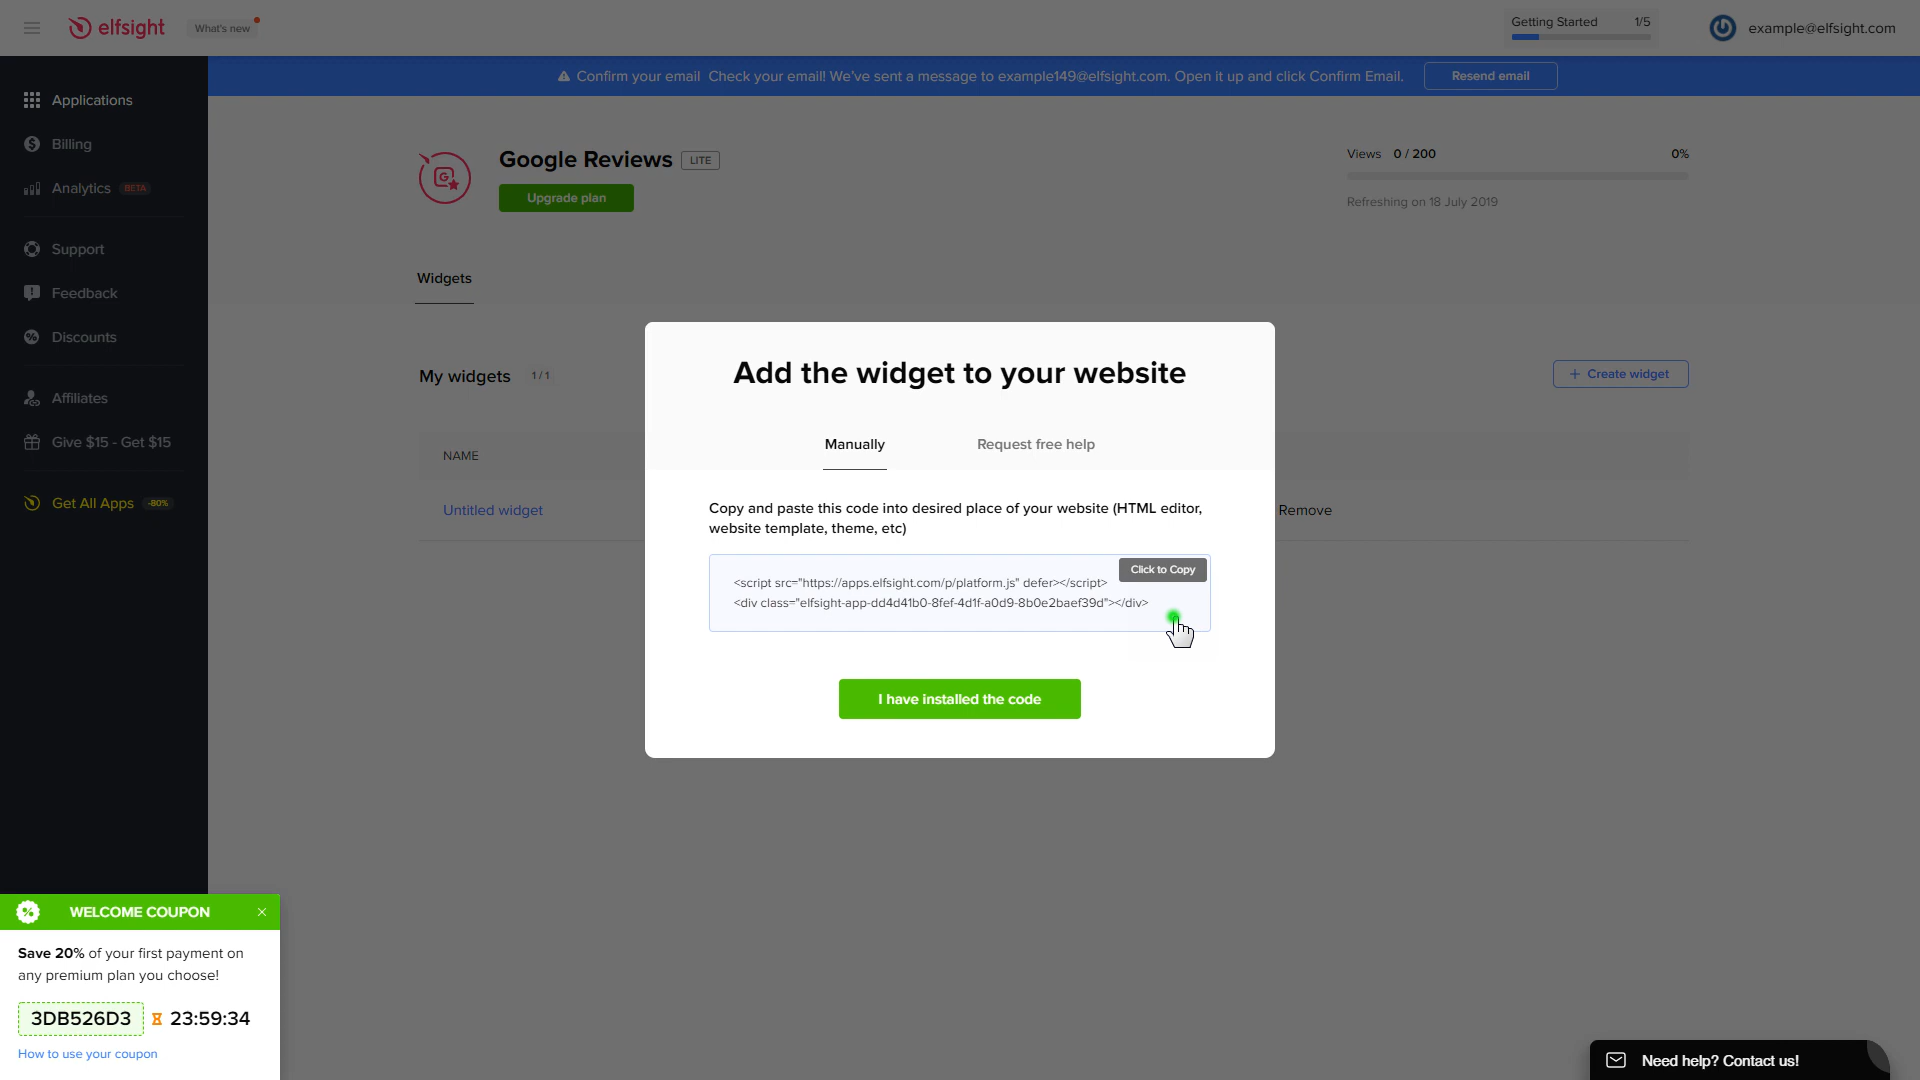 elfsight
What's new
Getting Started 1/5
example@elfsight.com
Confirm your email Check your email! We've sent a message to example149@elfsight.com. Open it up and click Confirm Email.
Resend email
Applications
Billing
Analytics BETA
Support
Feedback
Discounts
Affiliates
Give $15 - Get $15
Get All Apps -80%
Google Reviews LITE
Upgrade plan
Views 0 / 200 0%
Refreshing on 18 July 2019
Widgets
My widgets 1 / 1
+ Create widget
NAME
Untitled widget
Remove
Add the widget to your website
Manually
Request free help
Copy and paste this code into desired place of your website (HTML editor,
website template, theme, etc)
Click to Copy
<script src="https://apps.elfsight.com/p/platform.js" defer></script>
<div class="elfsight-app-dd4d41b0-8fef-4d1f-a0d9-8b0e2baef39d"></div>
I have installed the code
WELCOME COUPON
Save 20% of your first payment on
any premium plan you choose!
3DB526D3 23:59:34
How to use your coupon
Need help? Contact us!